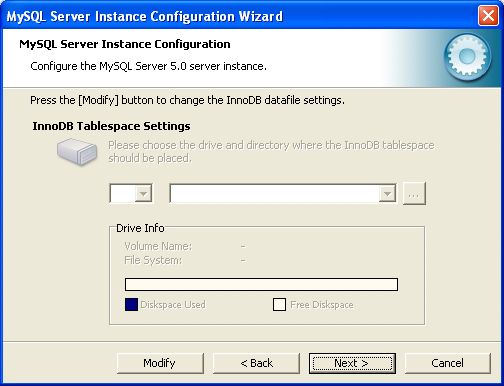 MySQL Server Instance Configuration Wizard
MySQL Server Instance Configuration
Configure the MySQL Server 5.0 server instance.
Press the [Modify] button to change the InnoDB datafile settings.
InnoDB Tablespace Settings
Please choose the drive and directory where the InnoDB tablespace
should be placed.
...
Drive Info
Volume Name: -
File System: -
Diskspace Used Free Diskspace
Modify < Back Next > Cancel